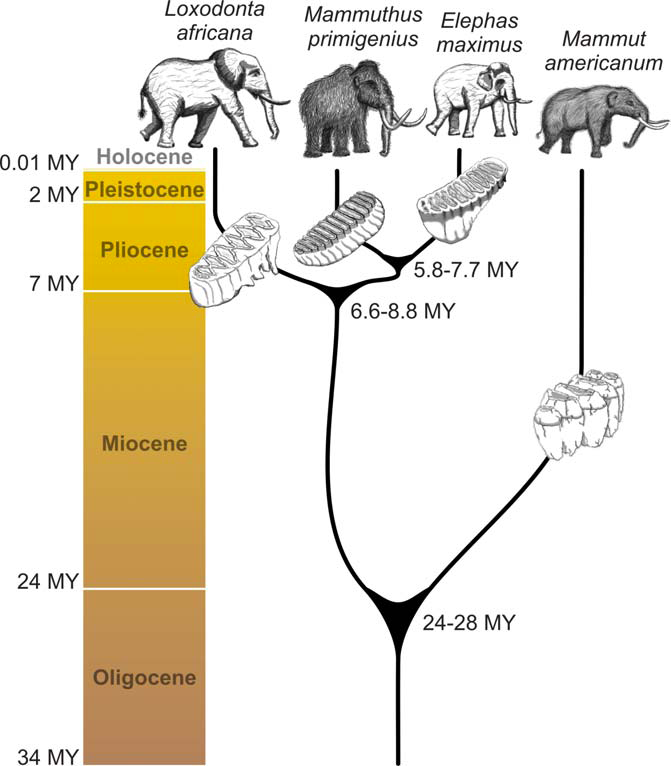 Loxodonta
africana
Mammuthus
primigenius
Elephas
maximus
Mammut
americanum
0.01 MY
Holocene
2 MY
Pleistocene
Pliocene
5.8-7.7 MY
7 MY
6.6-8.8 MY
Miocene
24 MY
24-28 MY
Oligocene
34 MY